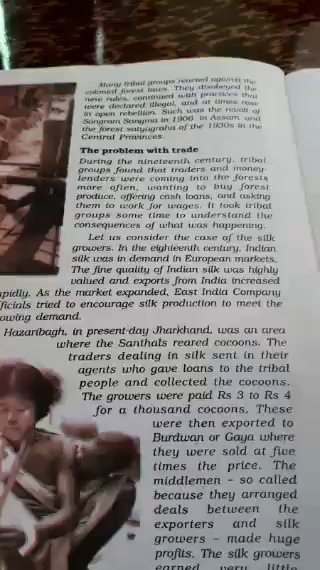 Many tribal groups reacted against the
colonial forest laws. They disobeyed the
new rules, continued with practices that
were declared illegal, and at times rose
in open rebellion. Such was the revolt of
Songram Sangma in 1906 in Assam, and
the forest satyagraha of the 1930s in the
Central Provinces.
The problem with trade
During the nineteenth century, tribal
groups found that traders and money-
lenders were coming into the forests
more often, wanting to buy forest
produce, offering cash loans, and asking
them to work for wages. It took tribal
groups some time to understand the
consequences of what was happening.
Let us consider the case of the silk
growers. In the eighteenth century, Indian
silk was in demand in European markets.
The fine quality of Indian silk was highly
valued and exports from India increased
apidly. As the market expanded, East India Company
ficials tried to encourage silk production to meet the
owing demand.
Hazaribagh, in present-day Jharkhand, was an area
where the Santhals reared cocoons. The
traders dealing in silk sent in their
agents who gave loans to the tribal
people and collected the cocoons.
The growers were paid Rs 3 to Rs 4
for a thousand cocoons. These
were then exported to
Burdwan or Gaya where
they were sold at five
times the price. The
middlemen – so called
because they arranged
deals between the
exporters and silk
growers – made huge
profits. The silk growers
earned very little